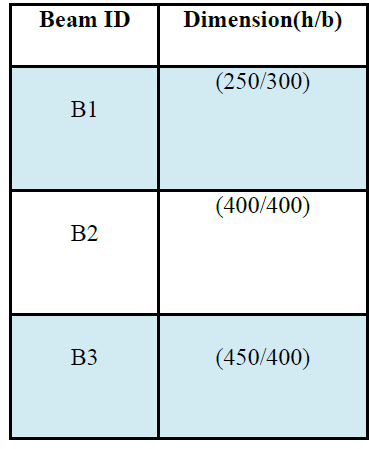 Beam ID Dimension(h/b)
B1 (250/300)
B2 (400/400)
B3 (450/400)